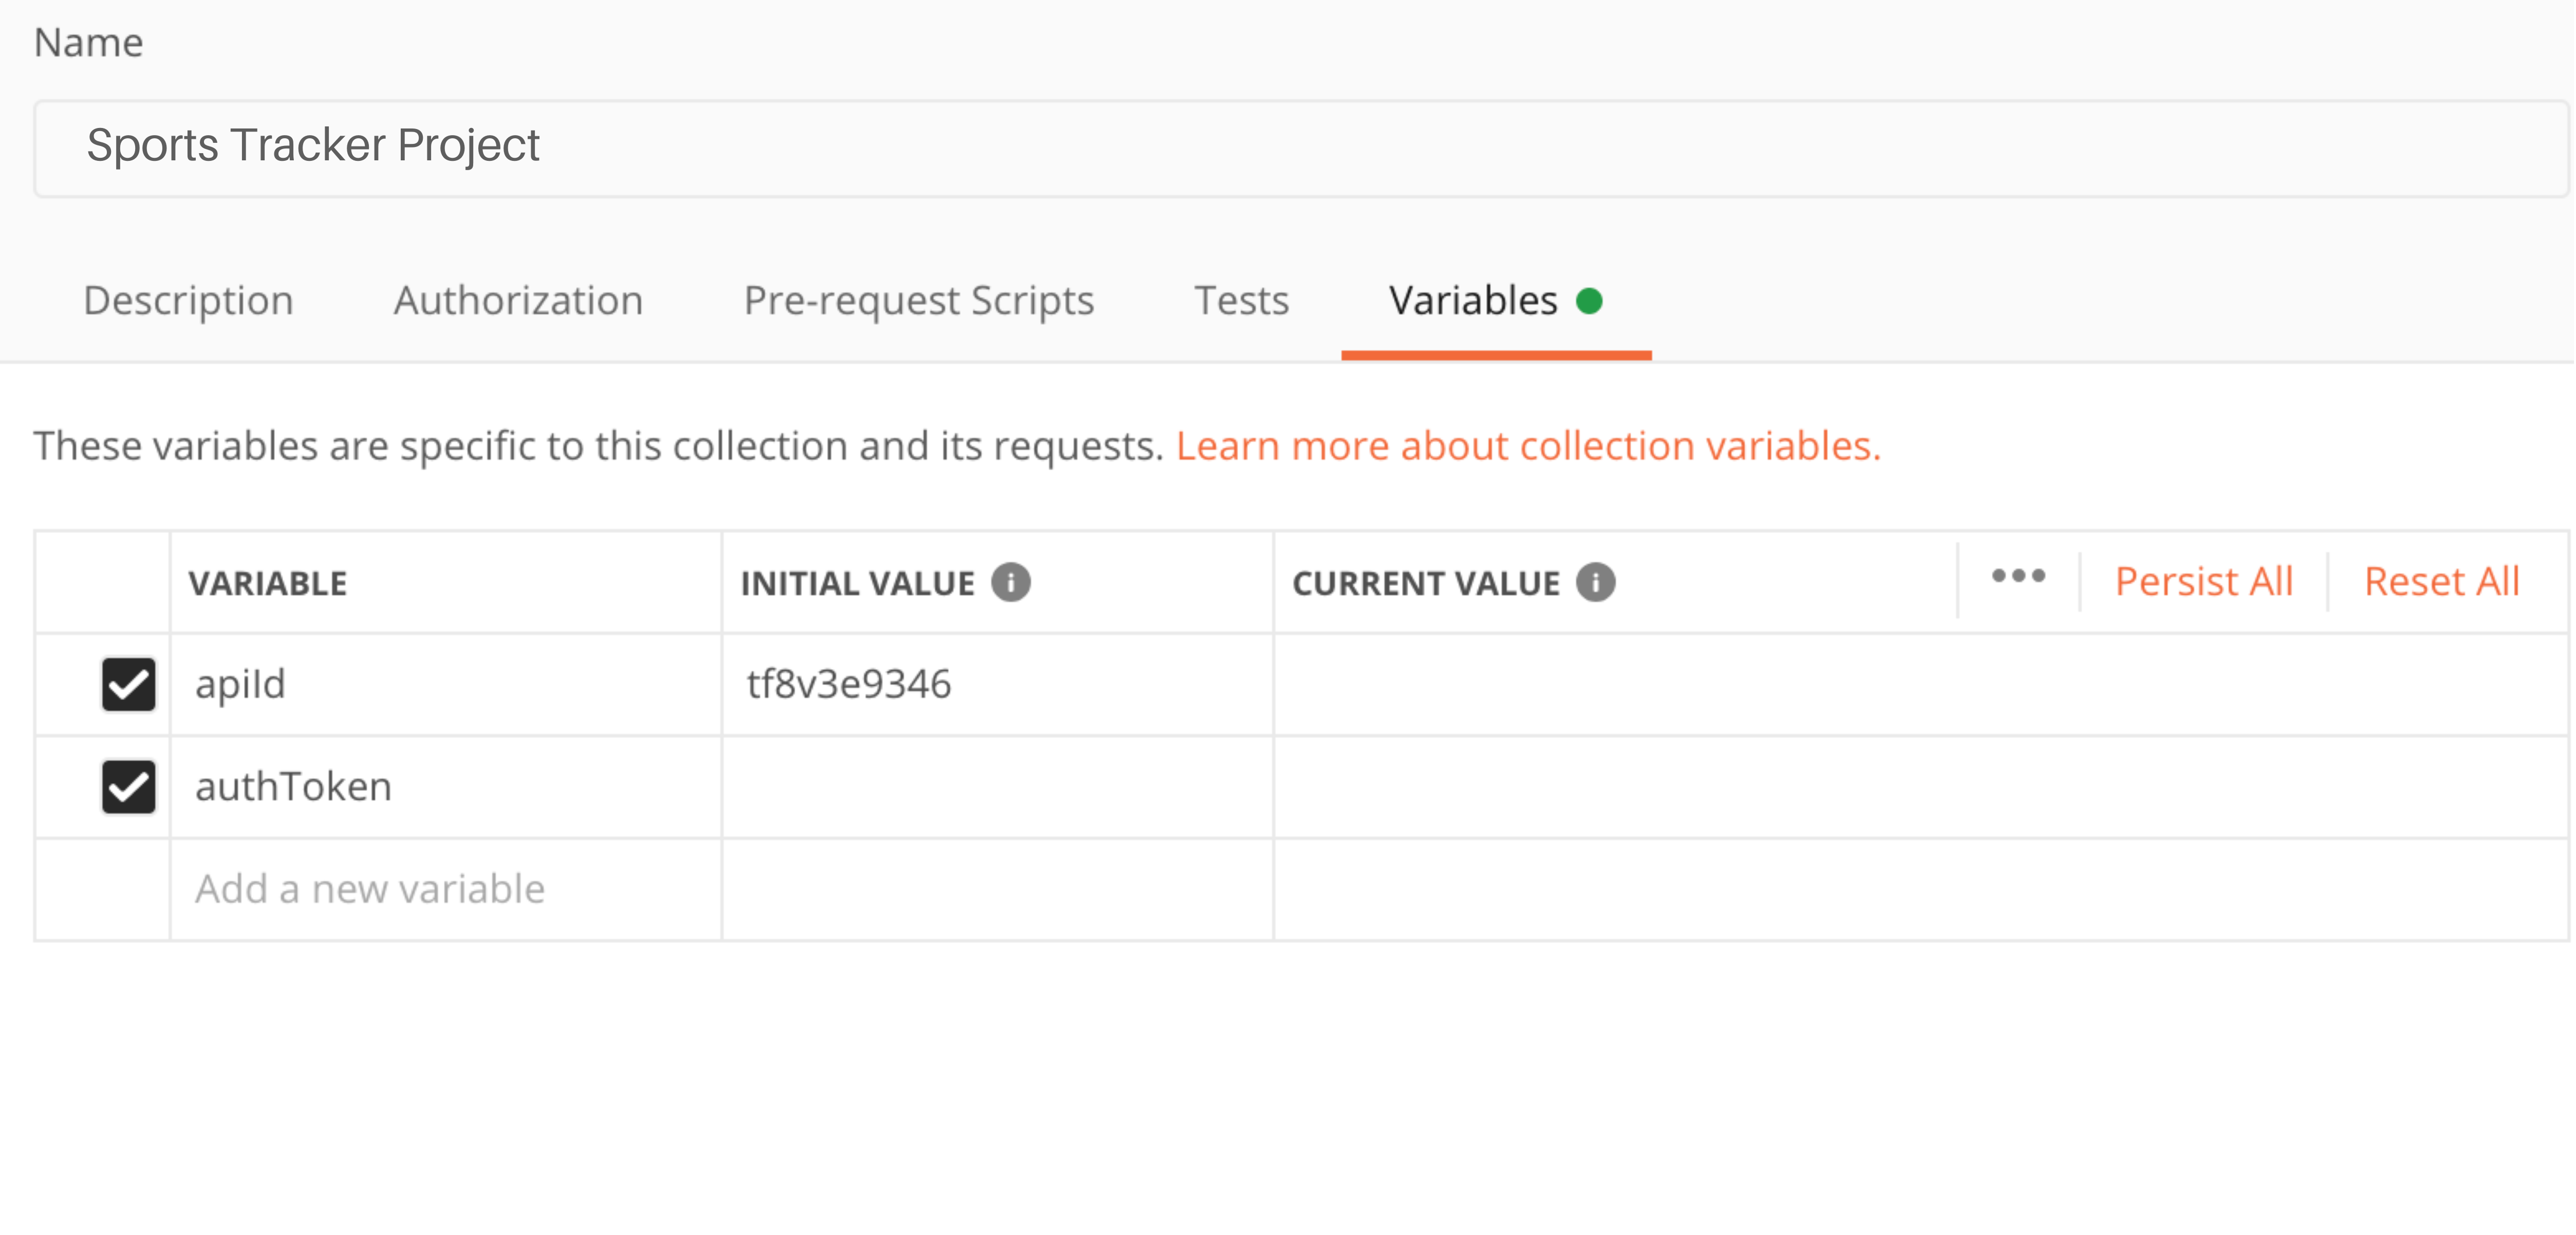 Name
Sports Tracker Project
Description Authorization Pre-request Scripts Tests Variables
These variables are specific to this collection and its requests. Learn more about collection variables.
VARIABLE INITIAL VALUE i CURRENT VALUE i ••• Persist All Reset All
apiId tf8v3e9346
authToken
Add a new variable